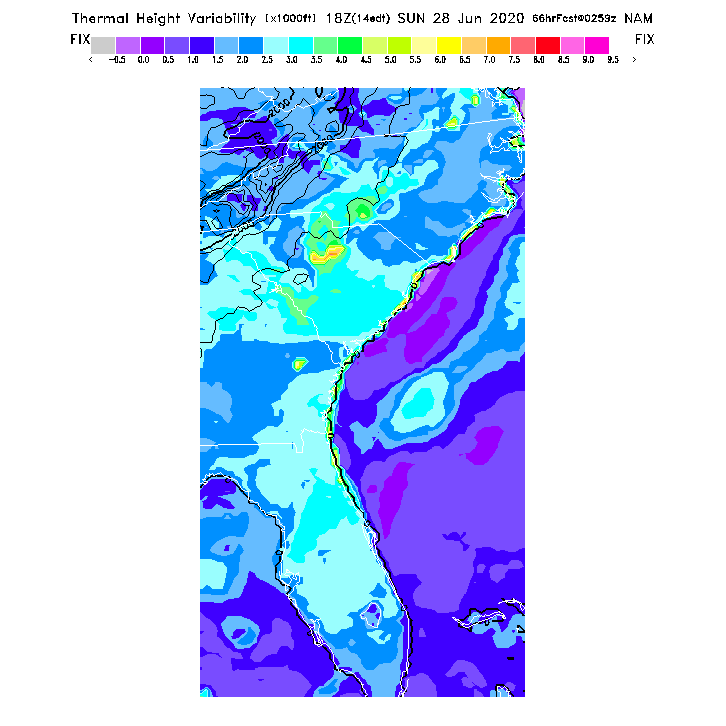 Thermal Height Variability [x1000ft] 18Z(14edt) SUN 28 Jun 2020 66hrFcst@0259z NAM
FIX FIX
< -0.5 0.0 0.5 1.0 1.5 2.0 2.5 3.0 3.5 4.0 4.5 5.0 5.5 6.0 6.5 7.0 7.5 8.0 8.5 9.0 9.5 >
2000